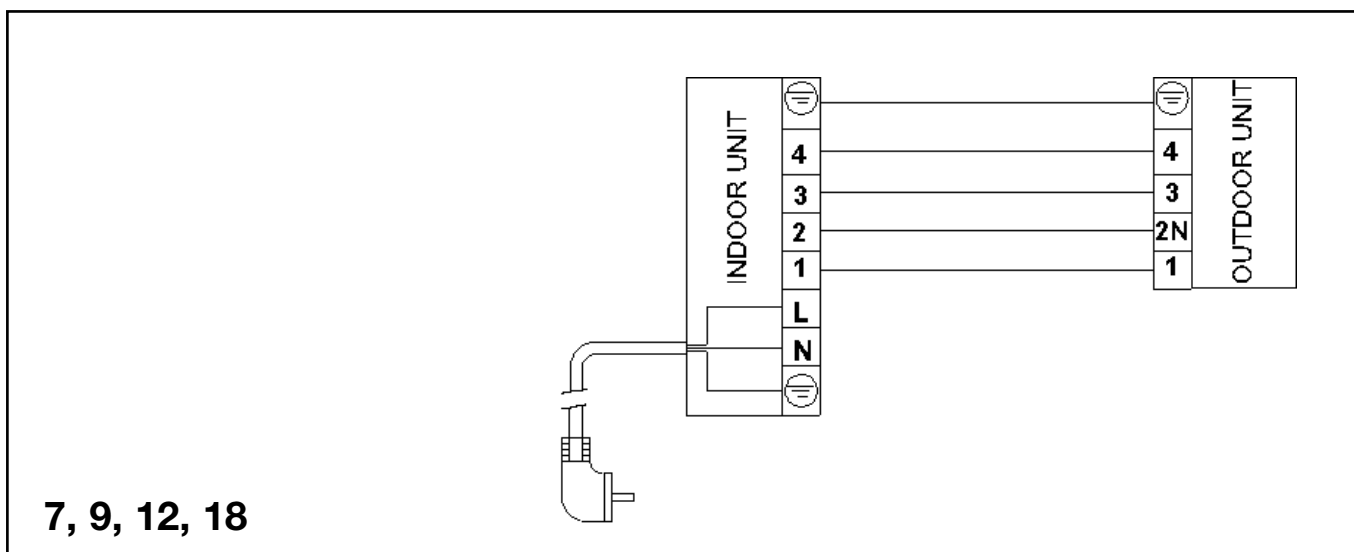 INDOOR UNIT
4
3
2
1
L
N
4
3
2N
1
OUTDOOR UNIT
7, 9, 12, 18